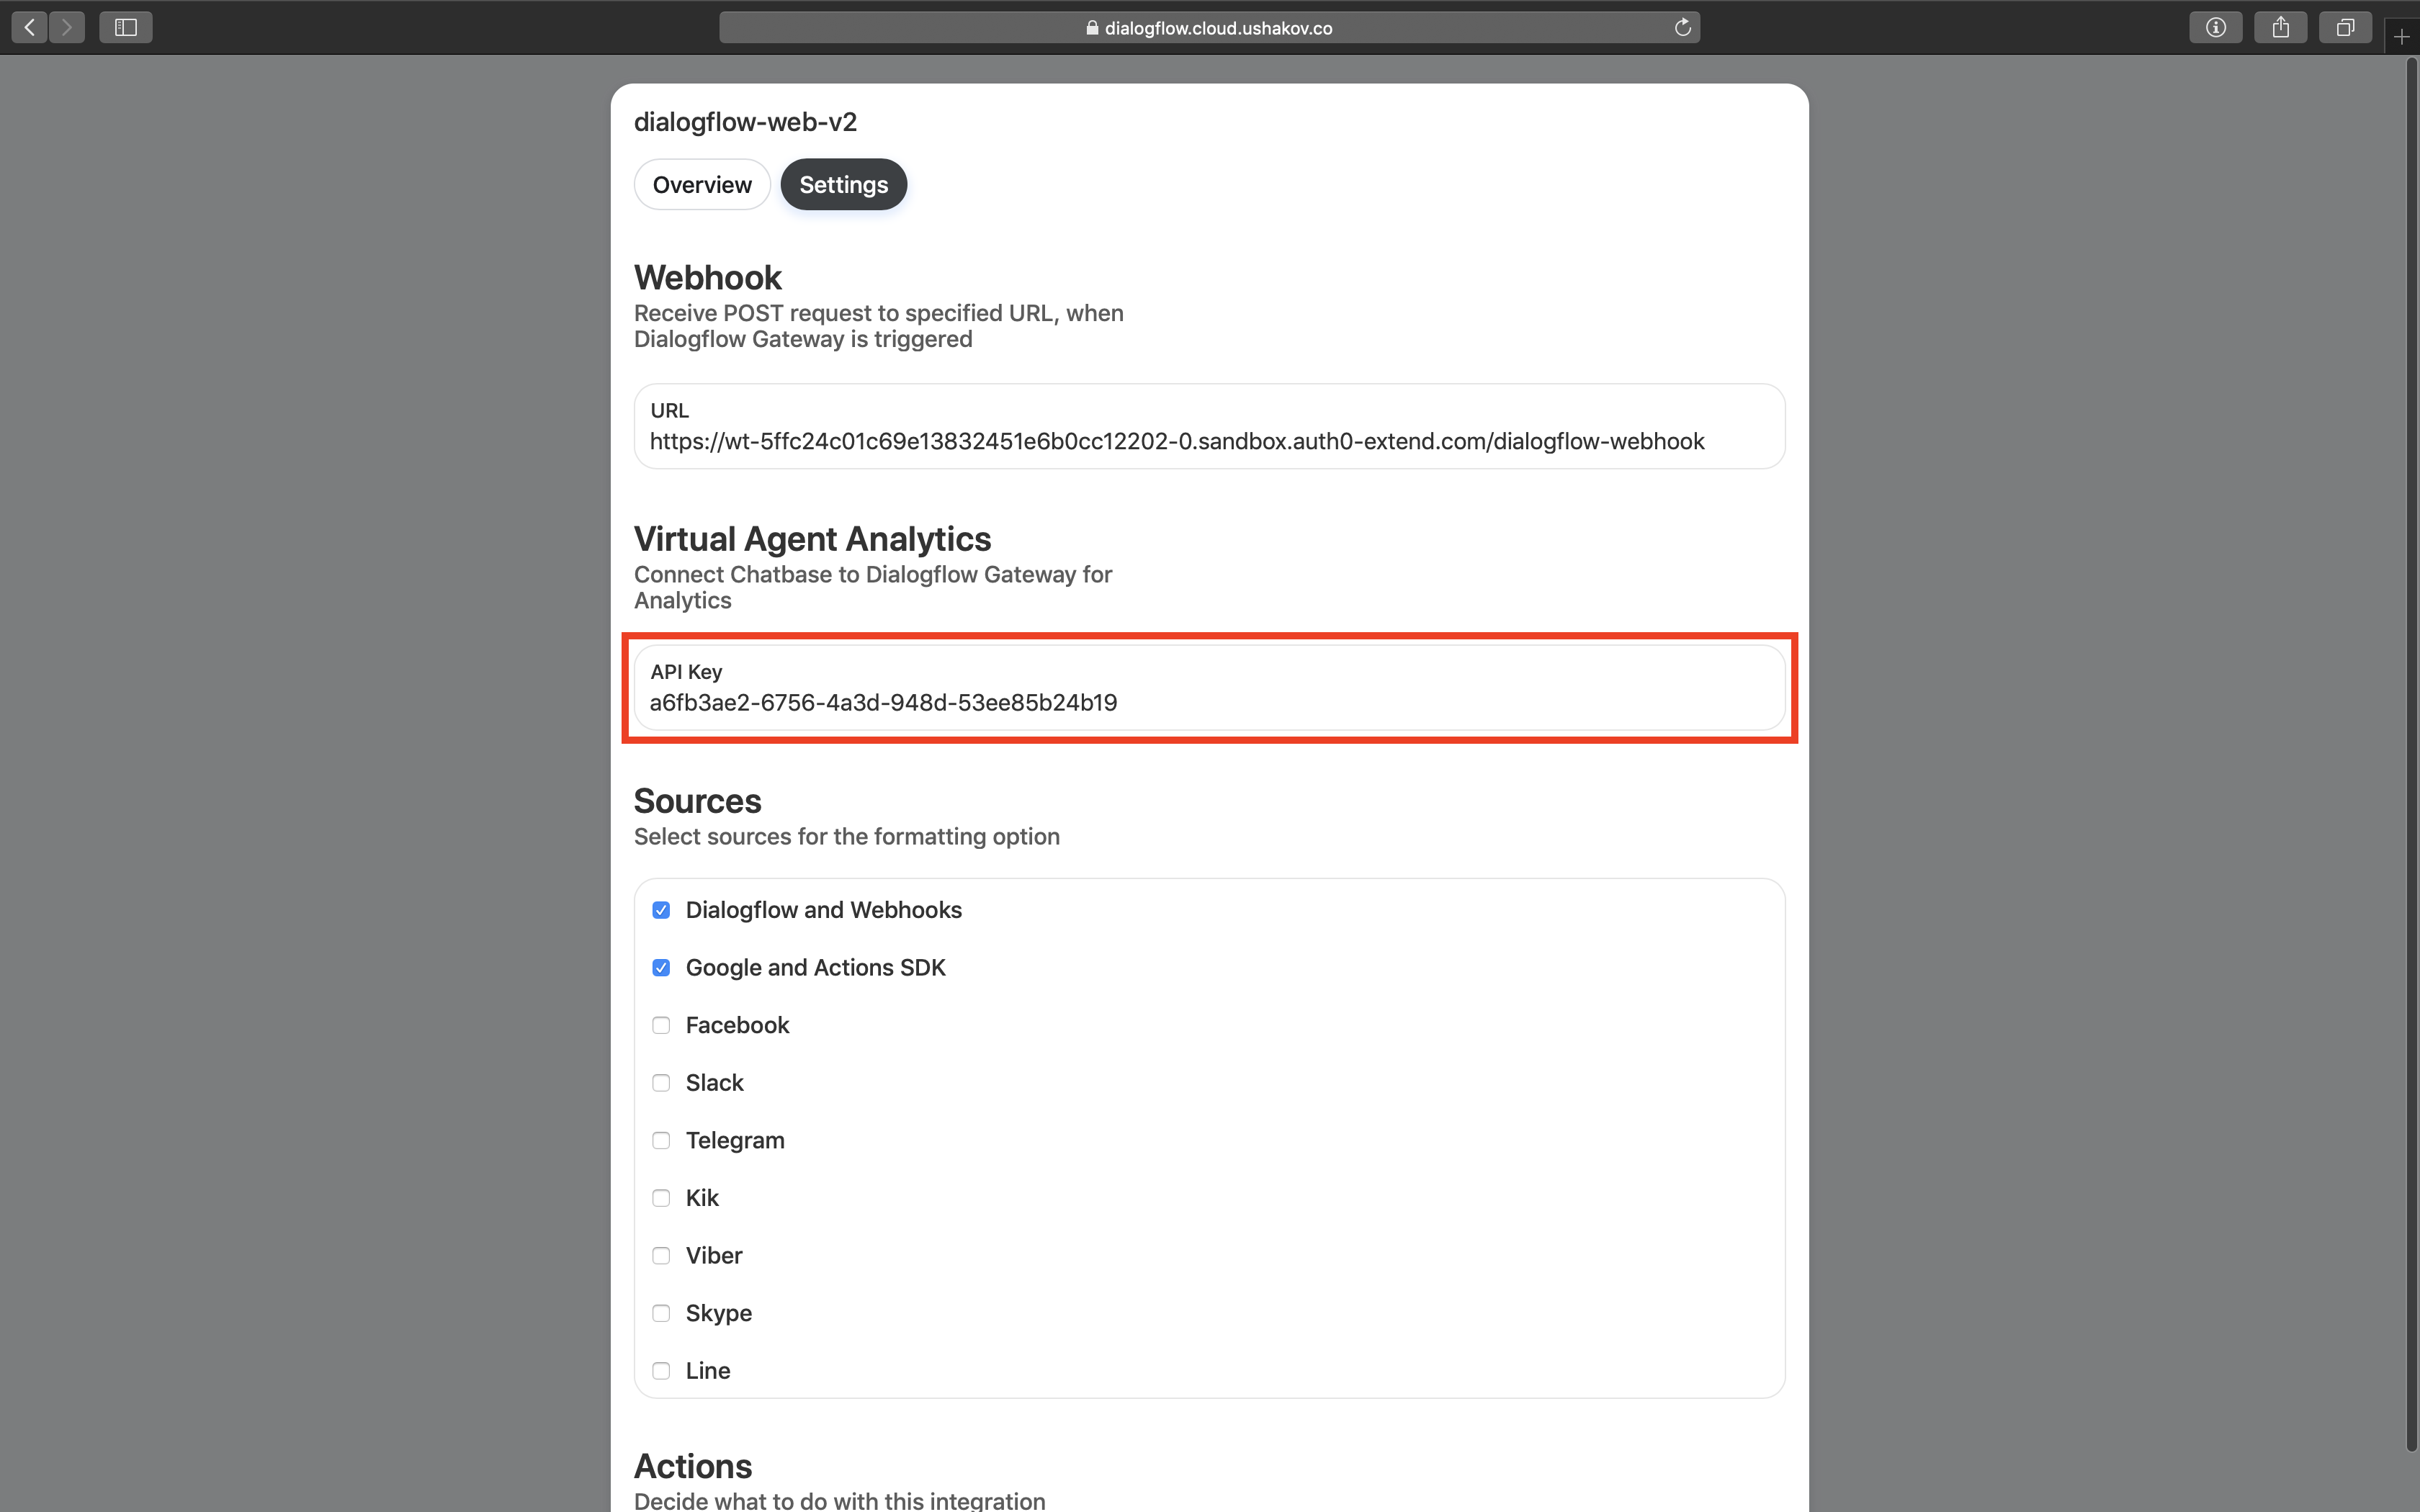 dialogflow.cloud.ushakov.co
dialogflow-web-v2
Overview
Settings
Webhook
Receive POST request to specified URL, when
Dialogflow Gateway is triggered
URL
https://wt-5ffc24c01c69e13832451e6b0cc12202-0.sandbox.auth0-extend.com/dialogflow-webhook
Virtual Agent Analytics
Connect Chatbase to Dialogflow Gateway for
Analytics
API Key
a6fb3ae2-6756-4a3d-948d-53ee85b24b19
Sources
Select sources for the formatting option
Dialogflow and Webhooks
Google and Actions SDK
Facebook
Slack
Telegram
Kik
Viber
Skype
Line
Actions
Decide what to do with this integration